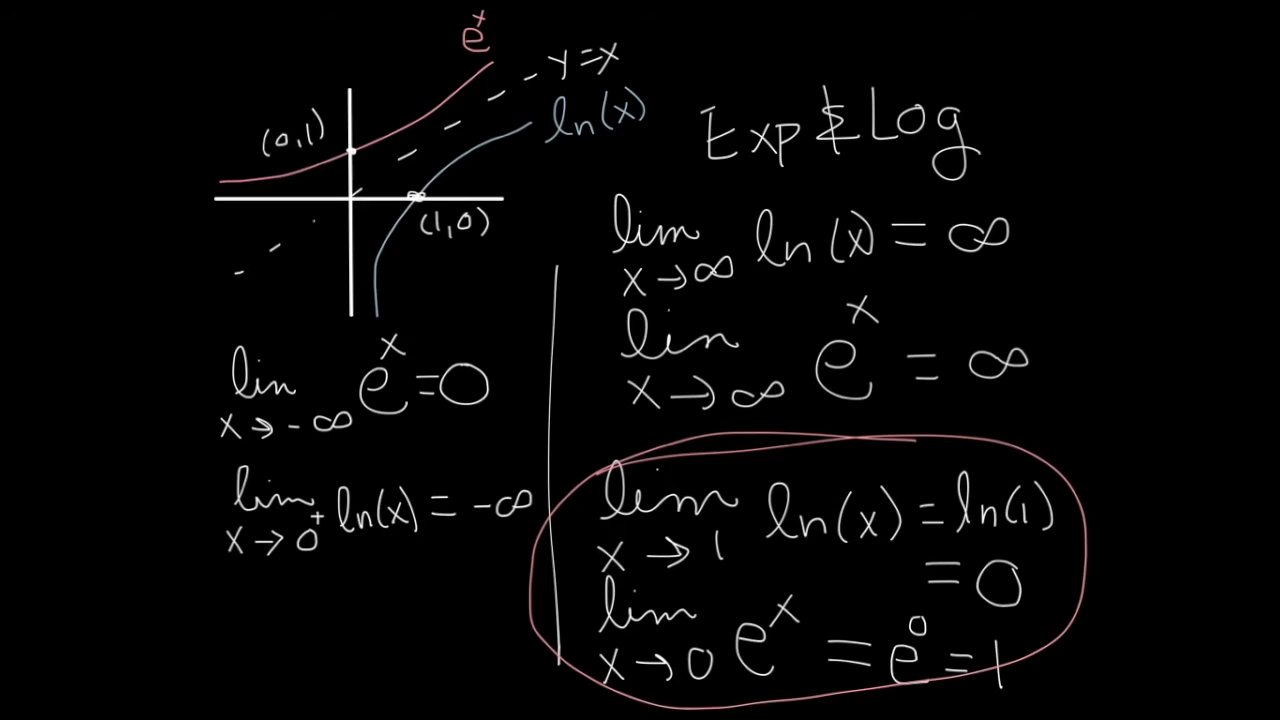 e^x
y=x
ln(x)
(0,1)
(1,0)
Exp & Log
lim x→∞ ln(x) = ∞
lim x→∞ e^x = ∞
lim x→-∞ e^x = 0
lim x→0⁺ ln(x) = -∞
lim x→1 ln(x) = ln(1)
= 0
lim x→0 e^x = e^0 = 1